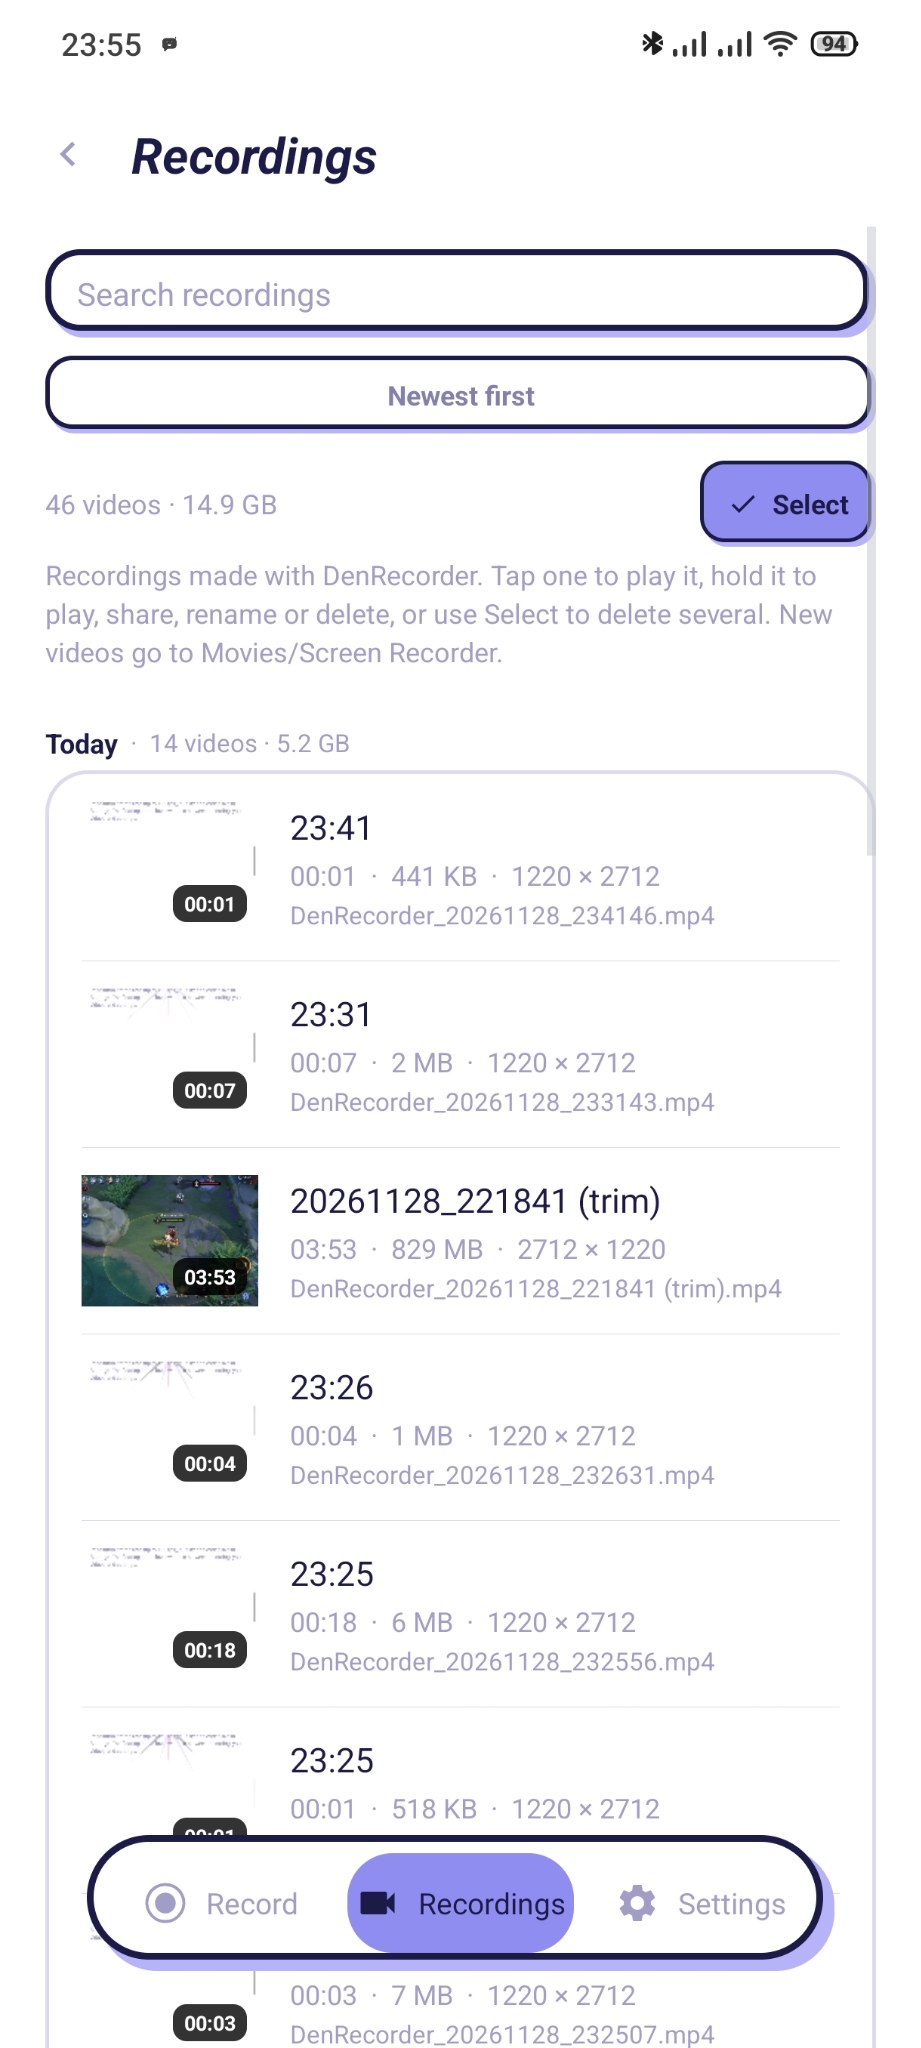 23:55
94
Recordings
Search recordings
Newest first
46 videos · 14.9 GB
Select
Recordings made with DenRecorder. Tap one to play it, hold it to
play, share, rename or delete, or use Select to delete several. New
videos go to Movies/Screen Recorder.
Today · 14 videos · 5.2 GB
23:41
00:01 · 441 KB · 1220 × 2712
00:01
DenRecorder_20261128_234146.mp4
23:31
00:07 · 2 MB · 1220 × 2712
00:07
DenRecorder_20261128_233143.mp4
20261128_221841 (trim)
03:53 · 829 MB · 2712 × 1220
03:53
DenRecorder_20261128_221841 (trim).mp4
23:26
00:04 · 1 MB · 1220 × 2712
00:04
DenRecorder_20261128_232631.mp4
23:25
00:18 · 6 MB · 1220 × 2712
00:18
DenRecorder_20261128_232556.mp4
23:25
00:01 · 518 KB · 1220 × 2712
Record
Recordings
Settings
00:03 · 7 MB · 1220 × 2712
00:03
DenRecorder_20261128_232507.mp4